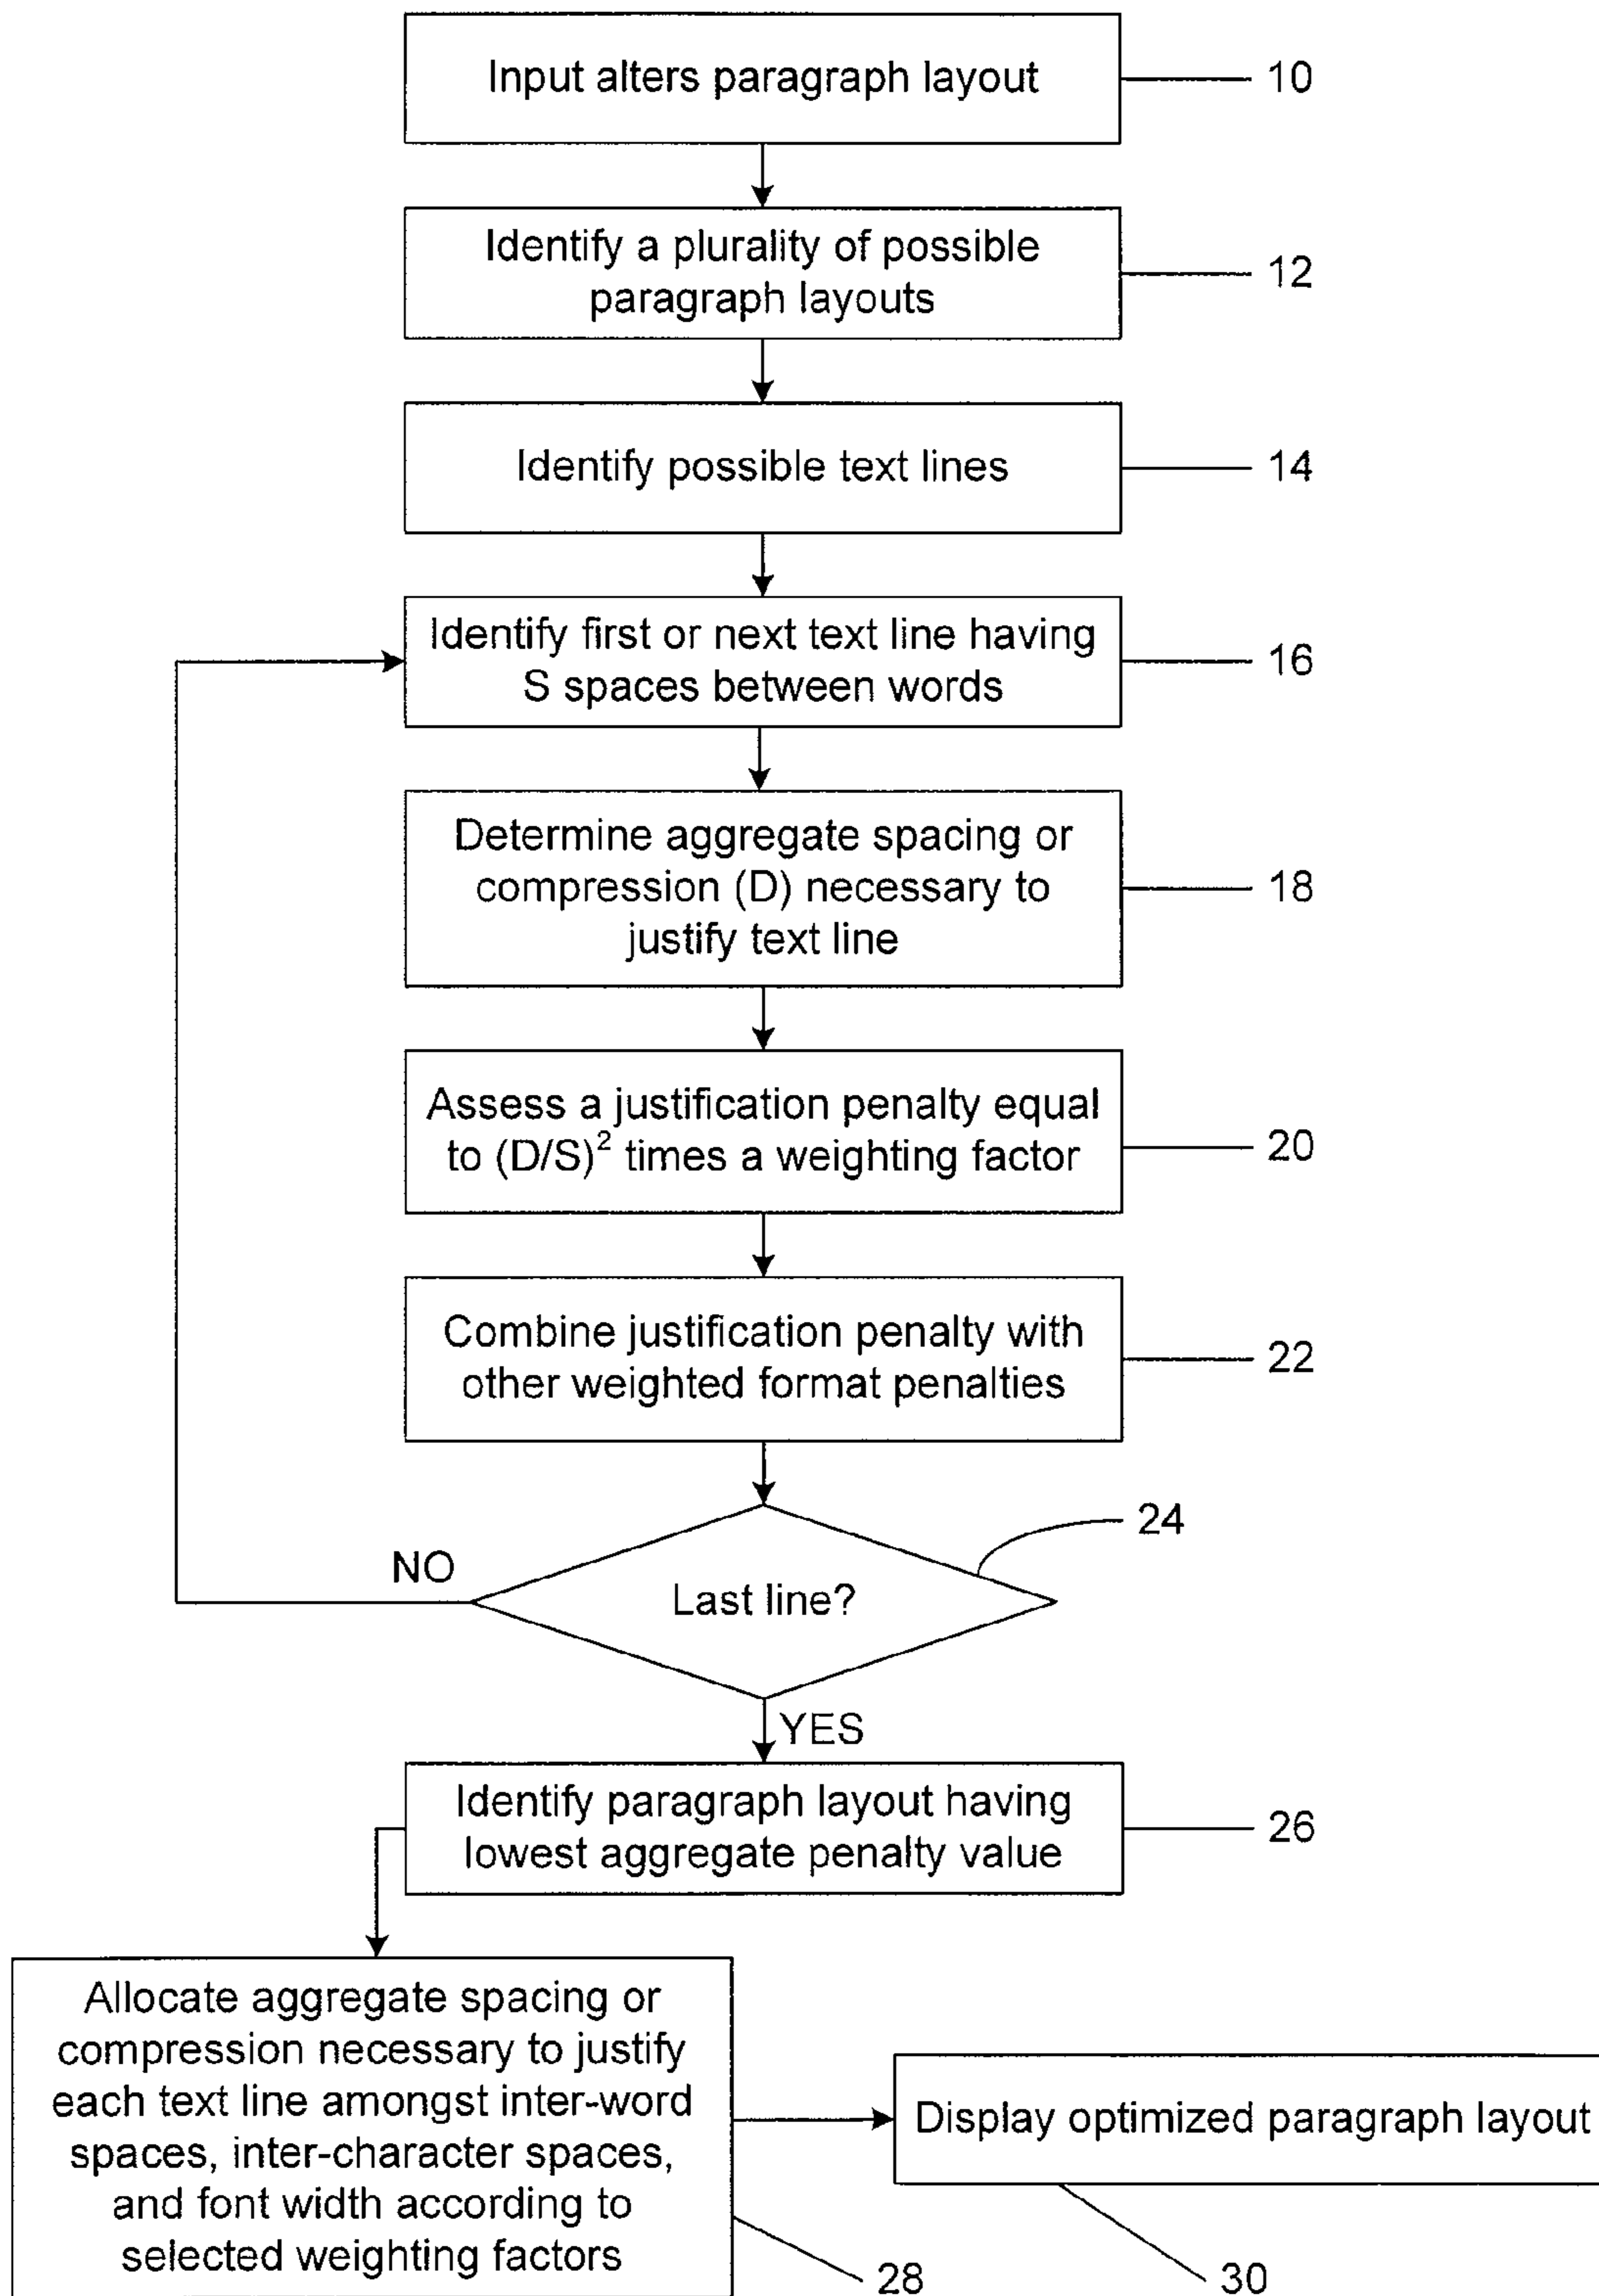 Input alters paragraph layout
10
Identify a plurality of possible
paragraph layouts
12
Identify possible text lines
14
Identify first or next text line having
S spaces between words
16
Determine aggregate spacing or
compression (D) necessary to
justify text line
18
Assess a justification penalty equal
to (D/S)² times a weighting factor
20
Combine justification penalty with
other weighted format penalties
22
24
NO
Last line?
YES
Identify paragraph layout having
lowest aggregate penalty value
26
Allocate aggregate spacing or
compression necessary to justify
each text line amongst inter-word
spaces, inter-character spaces,
and font width according to
selected weighting factors
28
Display optimized paragraph layout
30